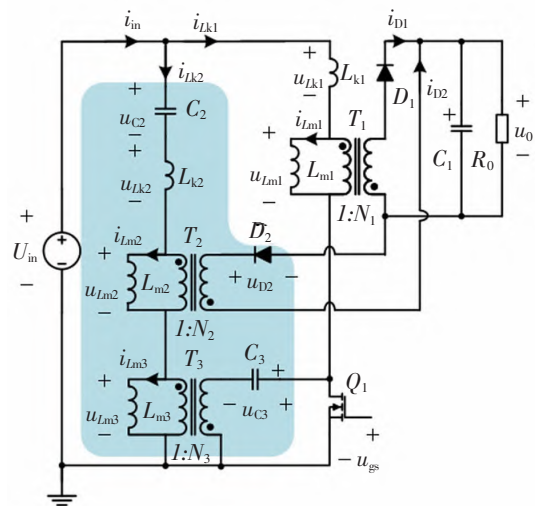 i_in
i_Lk1
i_D1
i_Lk2
+
u_Lk1
−
L_k1
D_1
i_D2
+
u_C2
−
C_2
i_Lm1
T_1
+
C_1
R_0
+
u_0
−
+
u_Lk2
−
L_k2
+
u_Lm1
−
L_m1
1:N_1
+
U_in
−
i_Lm2
T_2
D_2
+
u_Lm2
−
L_m2
+ u_D2 −
1:N_2
i_Lm3
T_3
C_3
+
Q_1
+
u_Lm3
−
L_m3
− u_C3 +
1:N_3
+
− u_gs